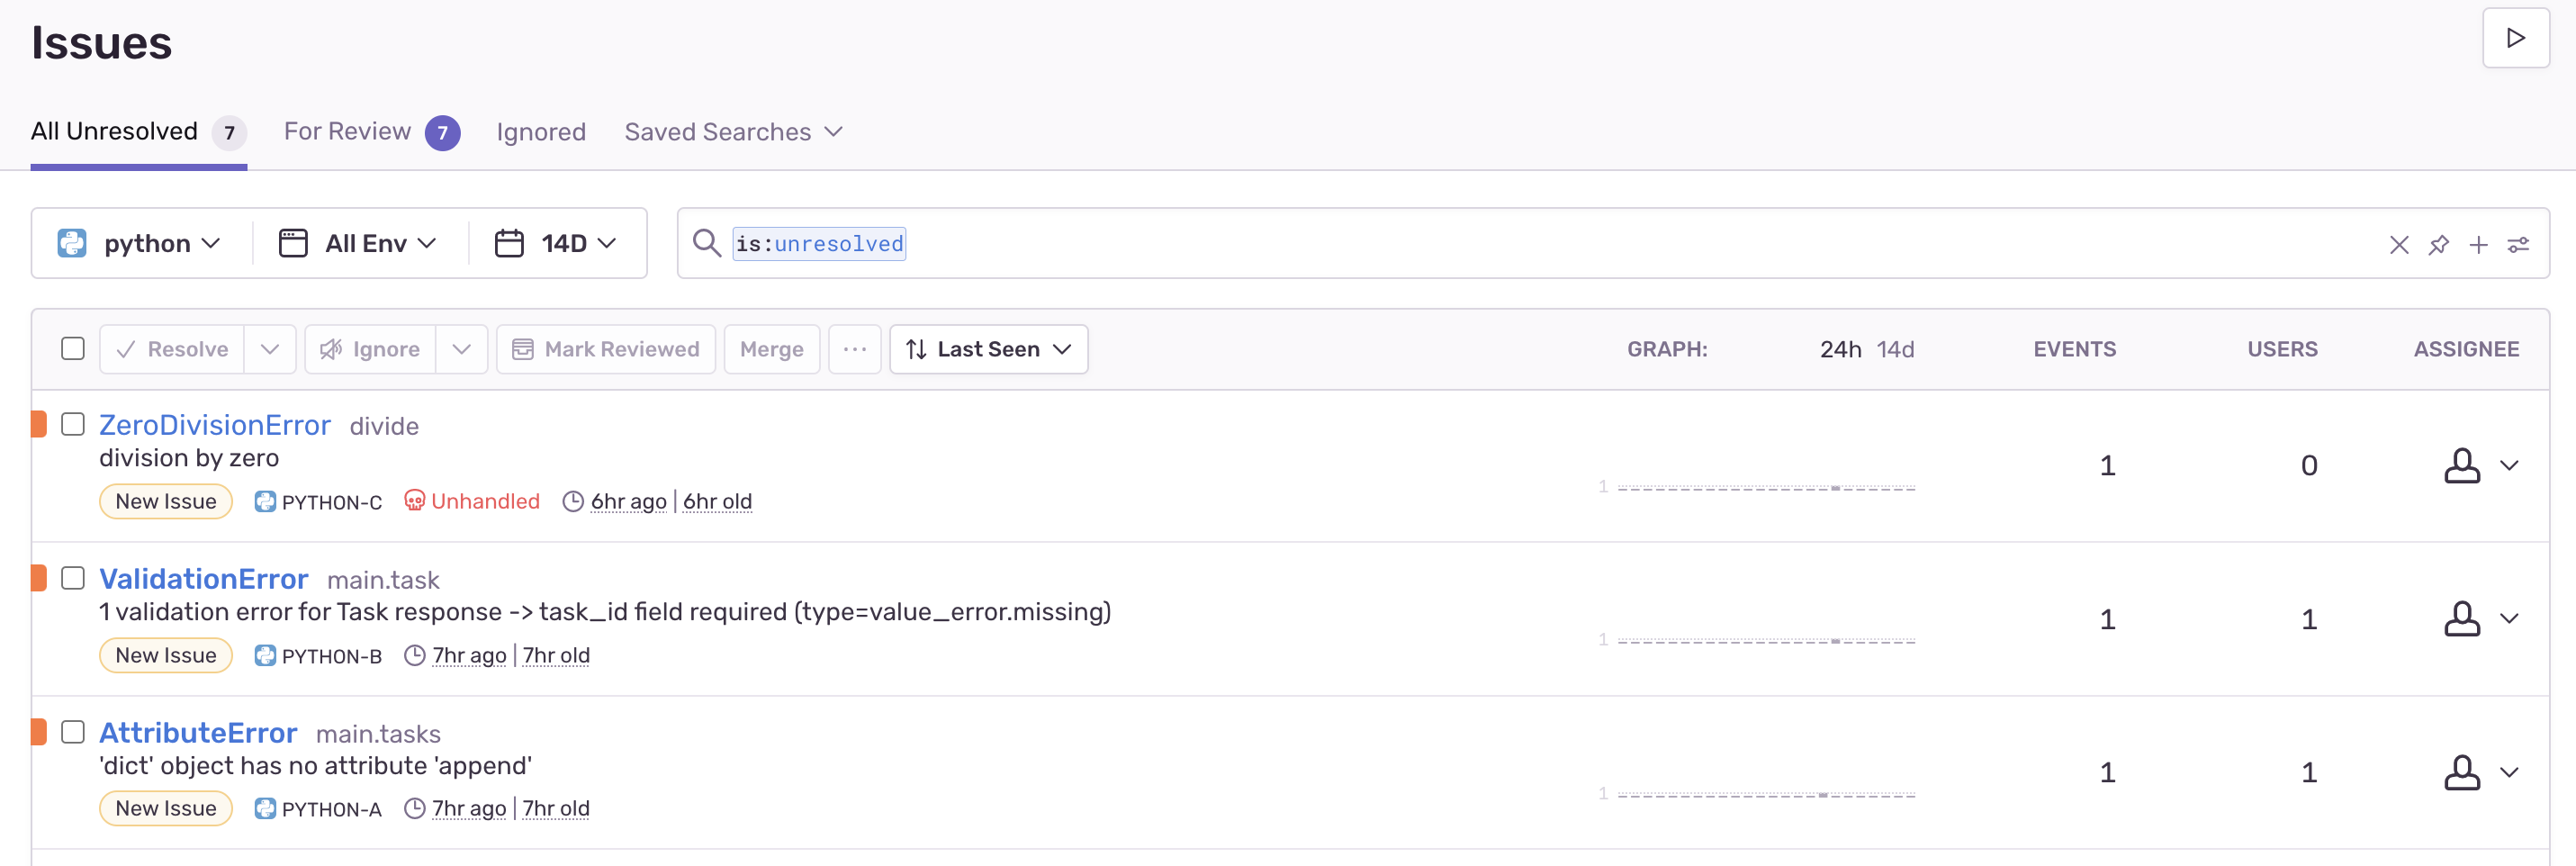 Issues
All Unresolved 7 For Review 7 Ignored Saved Searches
python All Env 14D is:unresolved
Resolve Ignore Mark Reviewed Merge ... Last Seen GRAPH: 24h 14d EVENTS USERS ASSIGNEE
ZeroDivisionError divide
division by zero
1 1 0
New Issue PYTHON-C Unhandled 6hr ago | 6hr old
ValidationError main.task
1 validation error for Task response -> task_id field required (type=value_error.missing)
1 1 1
New Issue PYTHON-B 7hr ago | 7hr old
AttributeError main.tasks
'dict' object has no attribute 'append'
1 1 1
New Issue PYTHON-A 7hr ago | 7hr old